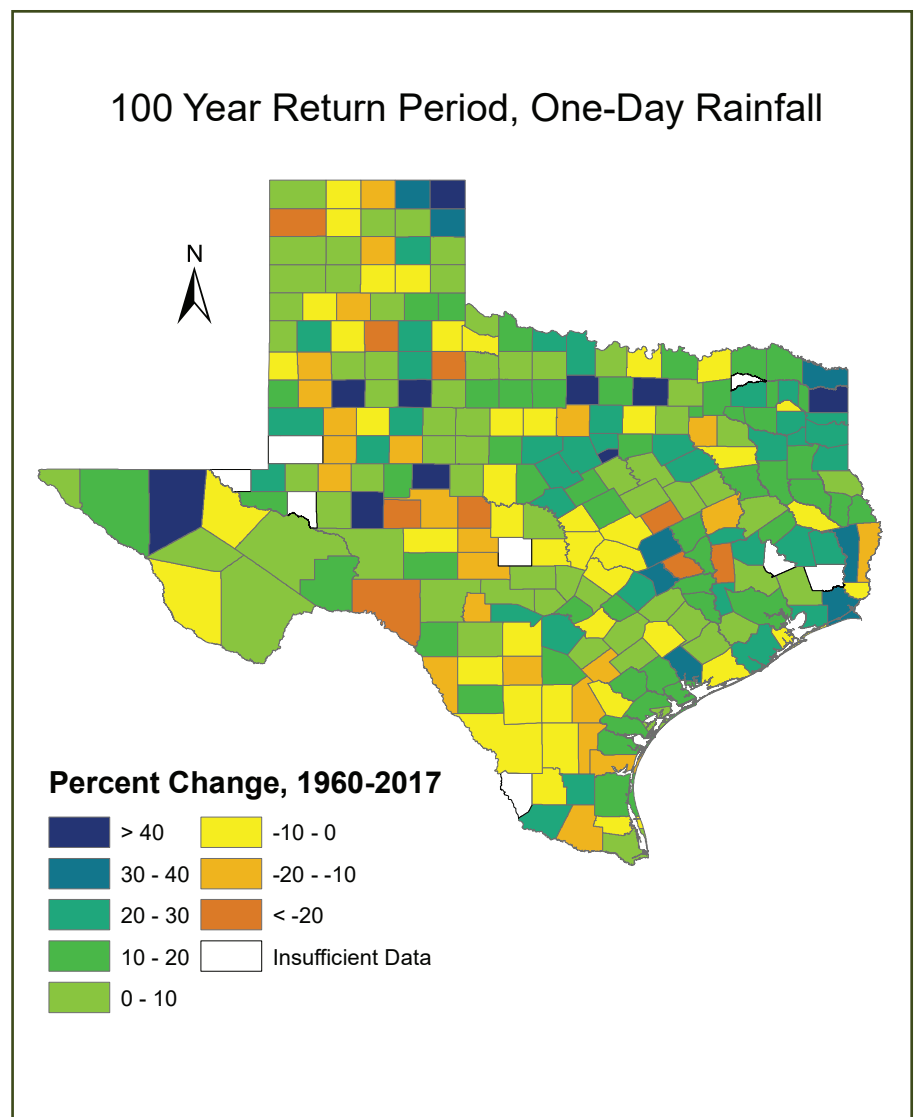 100 Year Return Period, One-Day Rainfall
N
Percent Change, 1960-2017
> 40
30 - 40
20 - 30
10 - 20
0 - 10
-10 - 0
-20 - -10
< -20
Insufficient Data